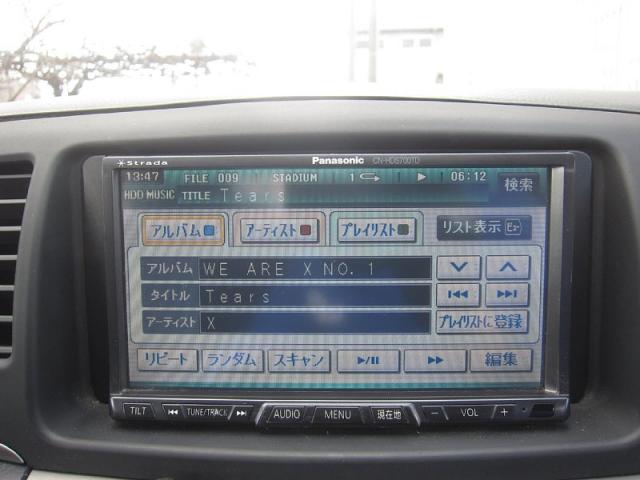 Strada Panasonic CN-HDS700TD
13:47 FILE 009 STADIUM 1 06:12 検索
HDD MUSIC TITLE Tears
アルバム アーティスト プレイリスト リスト表示 ビュー
アルバム WE ARE X NO. 1
タイトル Tears
アーティスト X プレイリストに登録
リピート ランダム スキャン 編集
TILT TUNE/TRACK AUDIO MENU 現在地 − VOL +